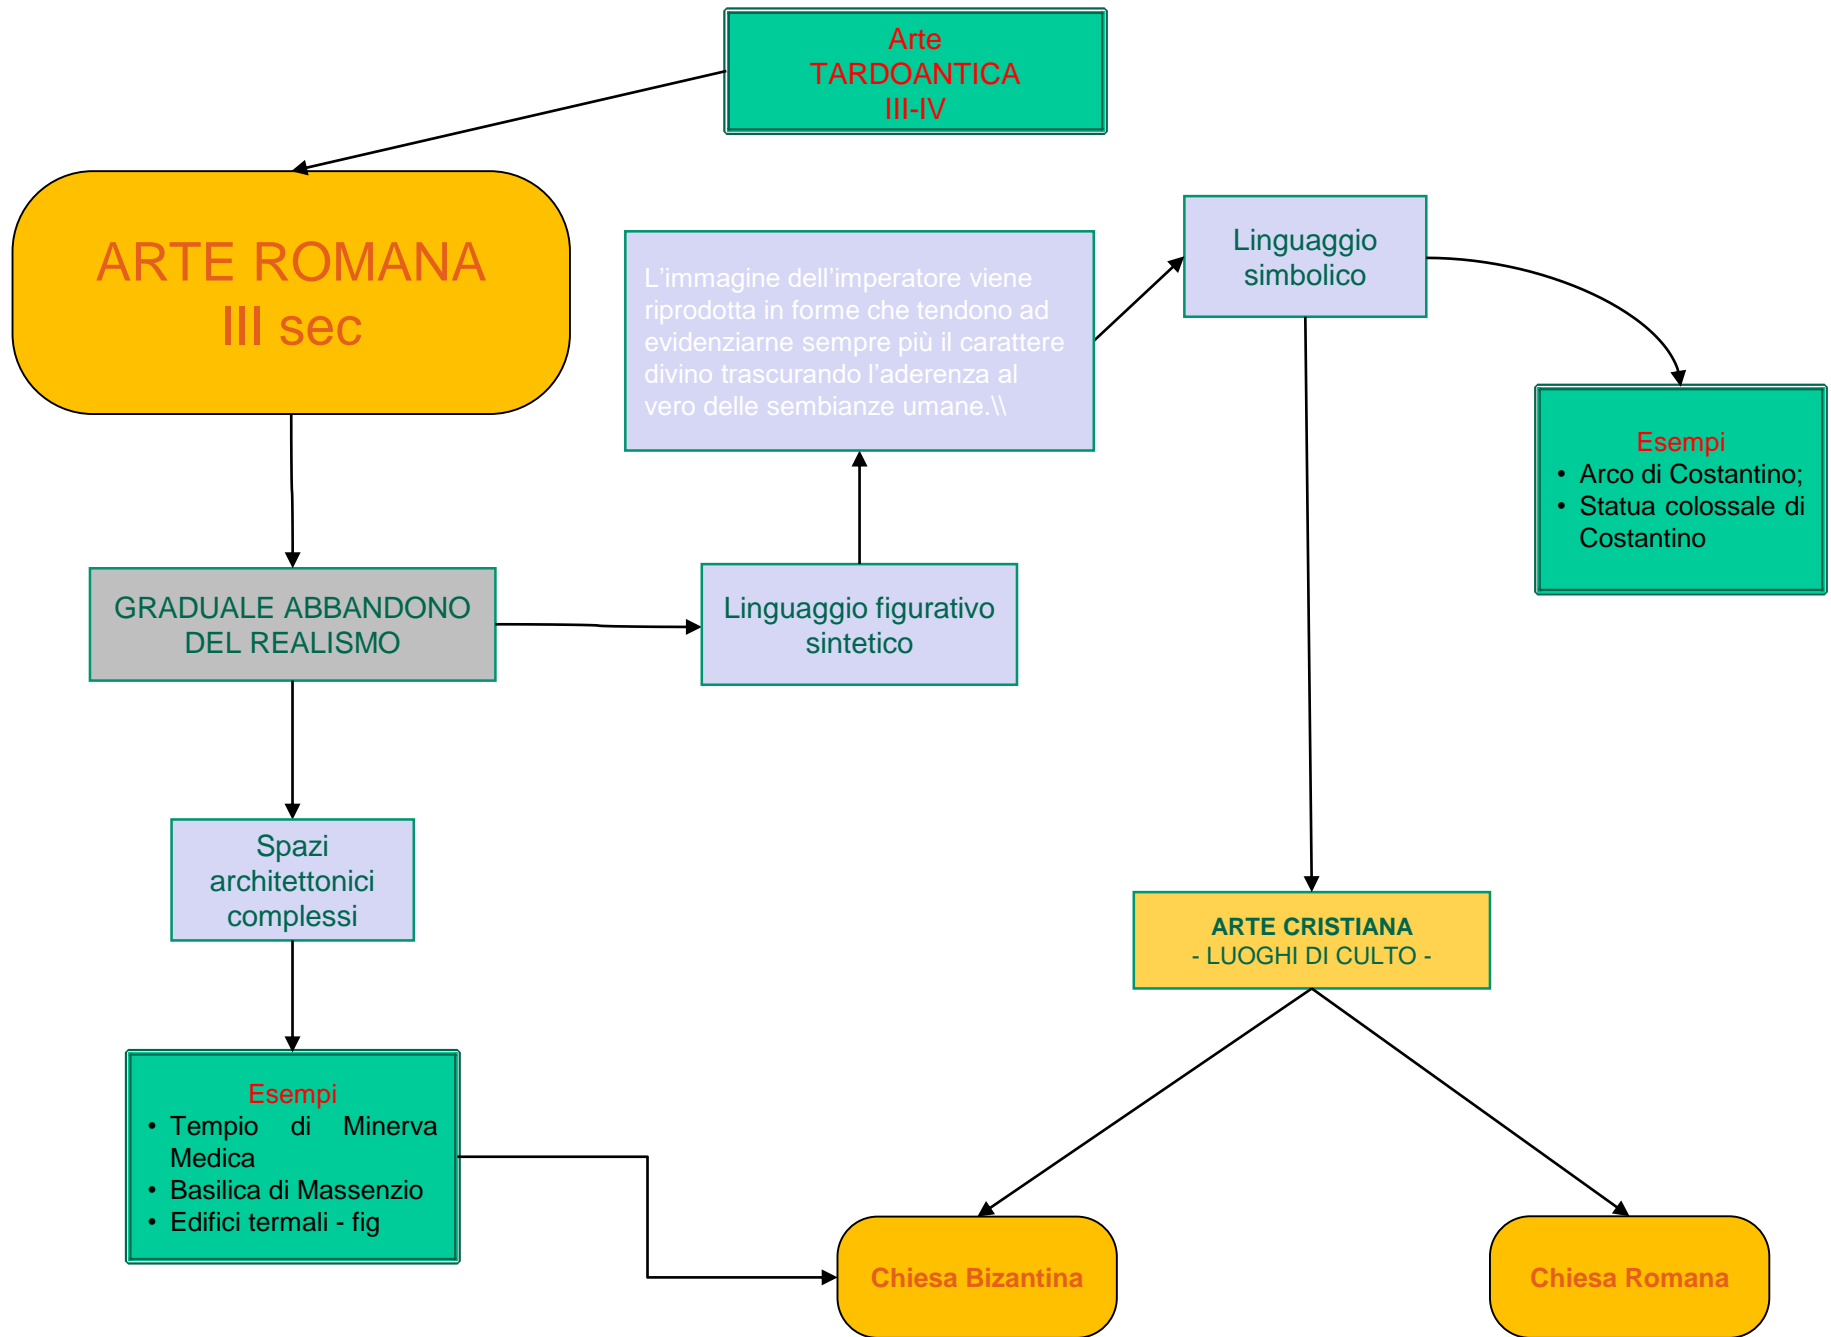 Arte
TARDOANTICA
III-IV
ARTE ROMANA
III sec
L’immagine dell’imperatore viene
riprodotta in forme che tendono ad
evidenziarne sempre più il carattere
divino trascurando l’aderenza al
vero delle sembianze umane.\\
Linguaggio
simbolico
Esempi
• Arco di Costantino;
• Statua colossale di
Costantino
GRADUALE ABBANDONO
DEL REALISMO
Linguaggio figurativo
sintetico
Spazi
architettonici
complessi
ARTE CRISTIANA
- LUOGHI DI CULTO -
Esempi
• Tempio di Minerva
Medica
• Basilica di Massenzio
• Edifici termali - fig
Chiesa Bizantina
Chiesa Romana